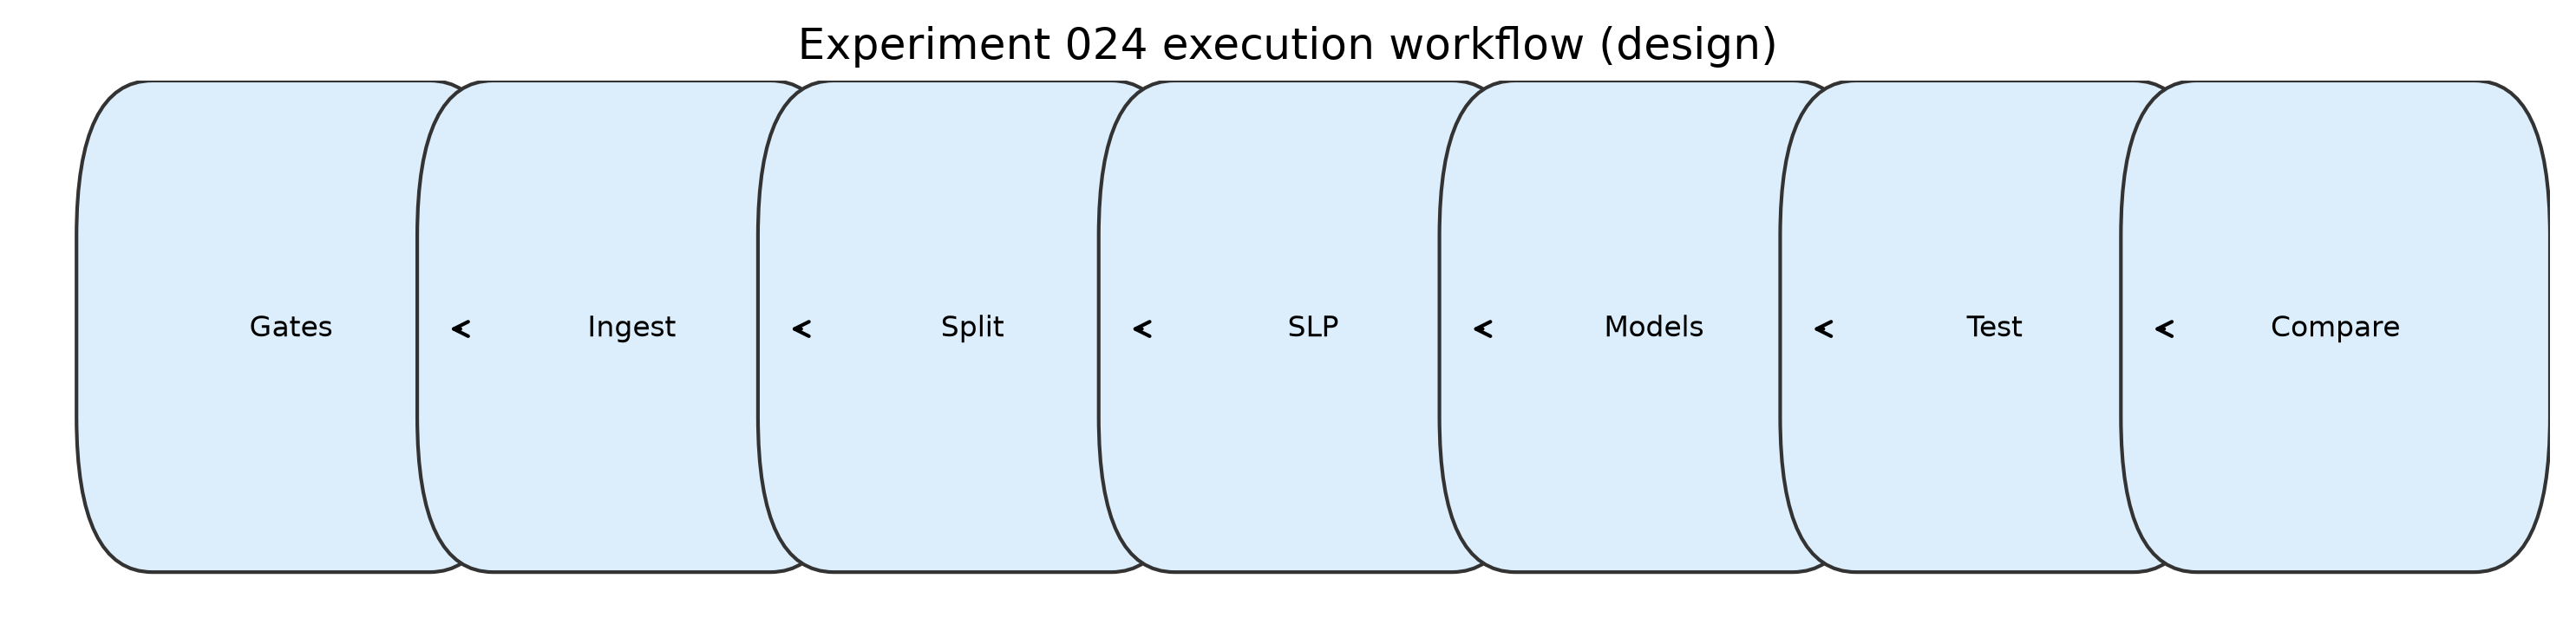 Experiment 024 execution workflow (design)
Gates
Ingest
Split
SLP
Models
Test
Compare